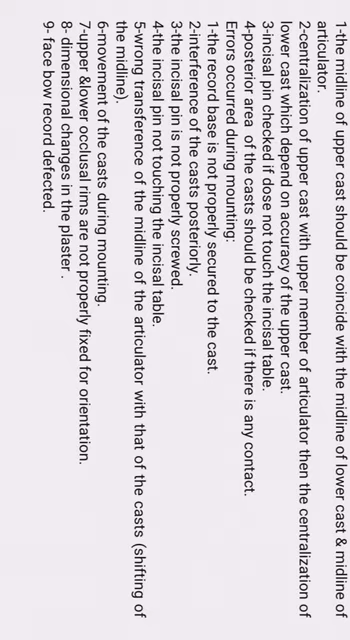 1-the midline of upper cast should be coincide with the midline of lower cast & midline of
articulator.
2-centralization of upper cast with upper member of articulator then the centralization of
lower cast which depend on accuracy of the upper cast.
3-incisal pin checked if dose not touch the incisal table.
4-posterior area of the casts should be checked if there is any contact.
Errors occurred during mounting:
1-the record base is not properly secured to the cast.
2-interference of the casts posteriorly.
3-the incisal pin is not properly screwed.
4-the incisal pin not touching the incisal table.
5-wrong transference of the midline of the articulator with that of the casts (shifting of
the midline).
6-movement of the casts during mounting.
7-upper &lower occlusal rims are not properly fixed for orientation.
8- dimensional changes in the plaster .
9- face bow record defected.